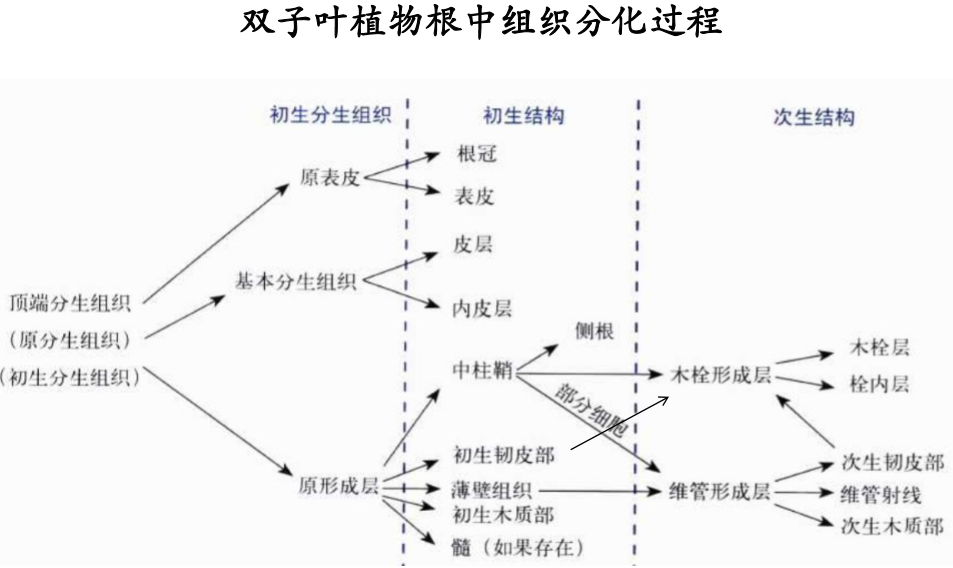 双子叶植物根中组织分化过程
初生分生组织
初生结构
次生结构
原表皮
根冠
表皮
基本分生组织
皮层
内皮层
顶端分生组织
(原分生组织)
(初生分生组织)
中柱鞘
侧根
部分细胞
木栓形成层
木栓层
栓内层
原形成层
初生韧皮部
薄壁组织
初生木质部
髓(如果存在)
维管形成层
次生韧皮部
维管射线
次生木质部